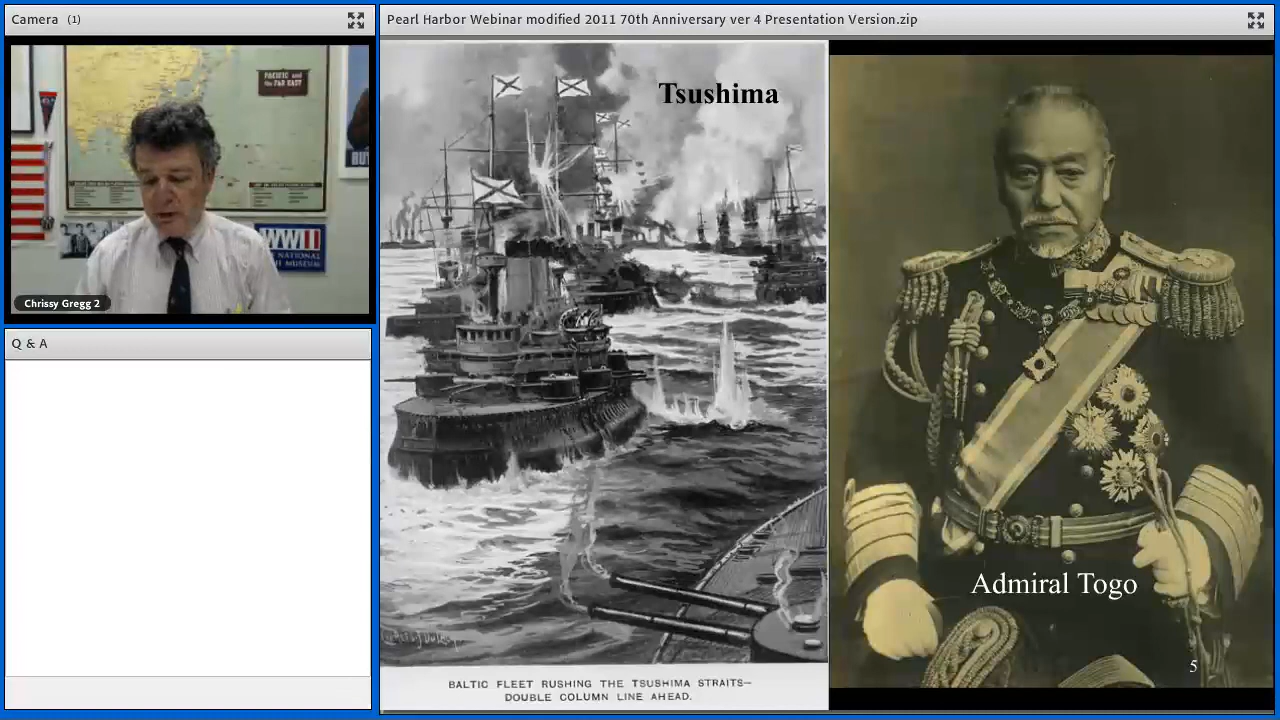 Camera (1)
Pearl Harbor Webinar modified 2011 70th Anniversary ver 4 Presentation Version.zip
PACIFIC and
the FAR EAST
BU
WWII
NATIONAL
MUSEUM
Chrissy Gregg 2
Q & A
Tsushima
BALTIC FLEET RUSHING THE TSUSHIMA STRAITS—
DOUBLE COLUMN LINE AHEAD.
Admiral Togo
5